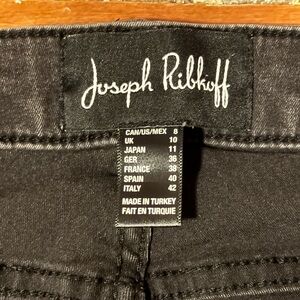 Joseph Ribkoff
CAN/US/MEX 8
UK 10
JAPAN 11
GER 36
FRANCE 38
SPAIN 40
ITALY 42
MADE IN TURKEY
FAIT EN TURQUIE